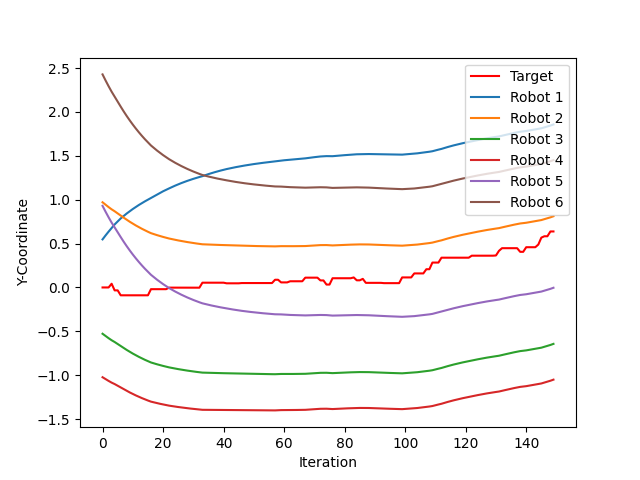 2.5
2.0
1.5
1.0
0.5
0.0
−0.5
−1.0
−1.5
Y-Coordinate
0
20
40
60
80
100
120
140
Iteration
Target
Robot 1
Robot 2
Robot 3
Robot 4
Robot 5
Robot 6